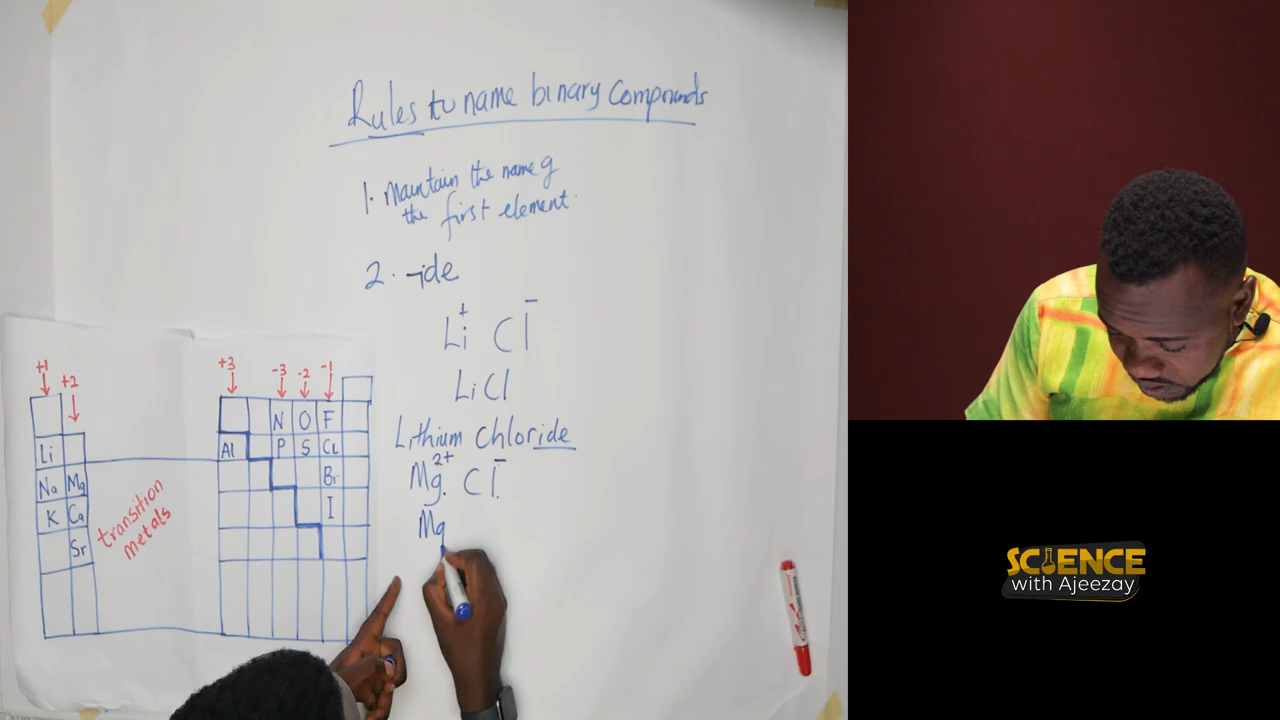 Rules to name binary Compounds
1. Maintain the name of
the first element.
2. -ide
Li⁺ Cl⁻
LiCl
Lithium chloride
Mg²⁺ Cl⁻
Mg
+1
+2
+3
-3 -2 -1
N O F
Li Al P S Cl
Na Mg Br
K Ca I
Sr
transition
metals
SCIENCE
with Ajeezay